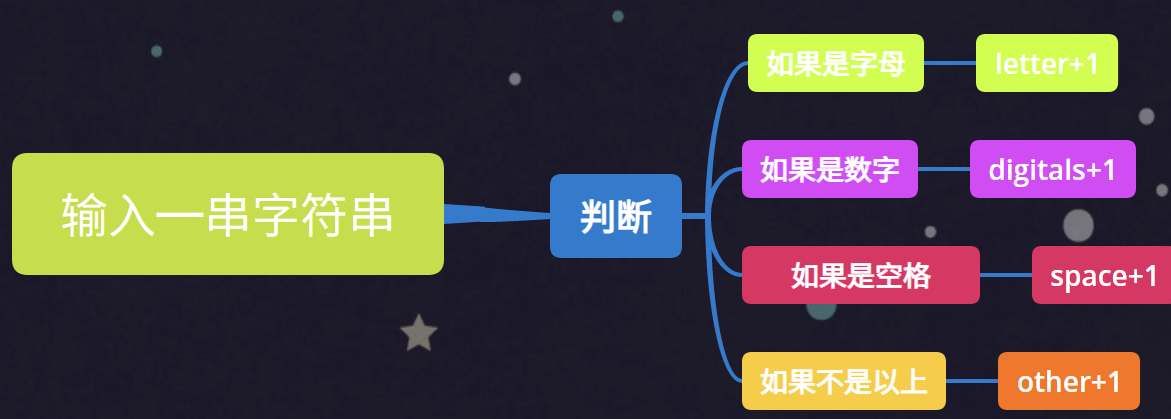 输入一串字符串
判断
如果是字母
letter+1
如果是数字
digitals+1
如果是空格
space+1
如果不是以上
other+1